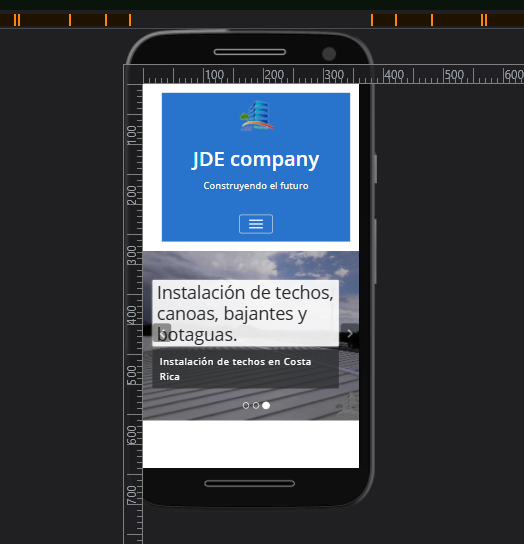 100 200 300 400 500 600
100
200
300
400
500
600
700
JDE company
Construyendo el futuro
Instalación de techos,
canoas, bajantes y
botaguas.
Instalación de techos en Costa
Rica